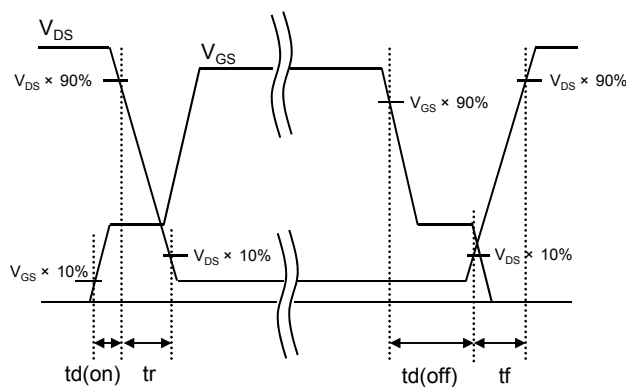 V_DS
V_GS
V_DS × 90%
V_DS × 90%
V_GS × 90%
V_DS × 10%
V_DS × 10%
V_GS × 10%
td(on)
tr
td(off)
tf